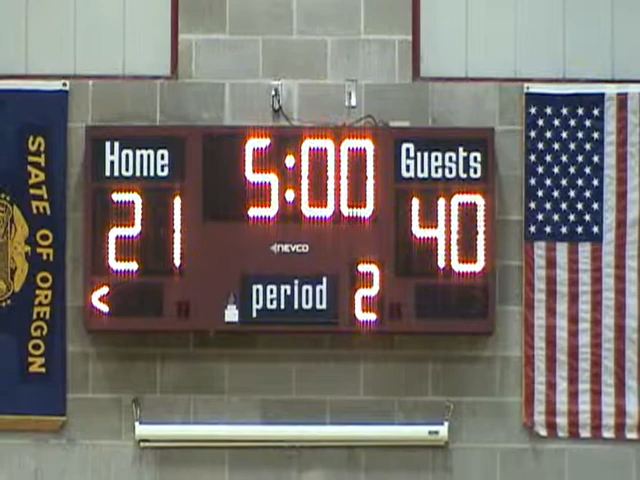 Home
5:00
Guests
21
40
NEVCO
<
period
2
STATE OF OREGON